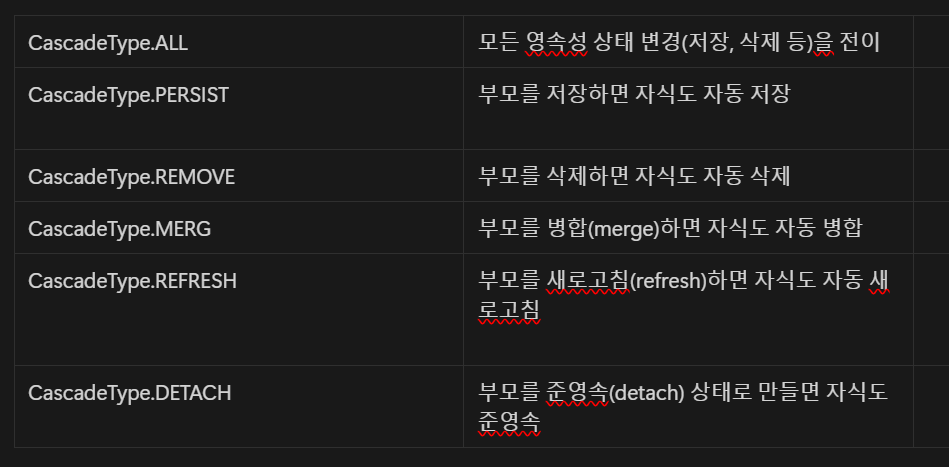 CascadeType.ALL
모든 영속성 상태 변경(저장, 삭제 등)을 전이
CascadeType.PERSIST
부모를 저장하면 자식도 자동 저장
CascadeType.REMOVE
부모를 삭제하면 자식도 자동 삭제
CascadeType.MERG
부모를 병합(merge)하면 자식도 자동 병합
CascadeType.REFRESH
부모를 새로고침(refresh)하면 자식도 자동 새
로고침
CascadeType.DETACH
부모를 준영속(detach) 상태로 만들면 자식도
준영속